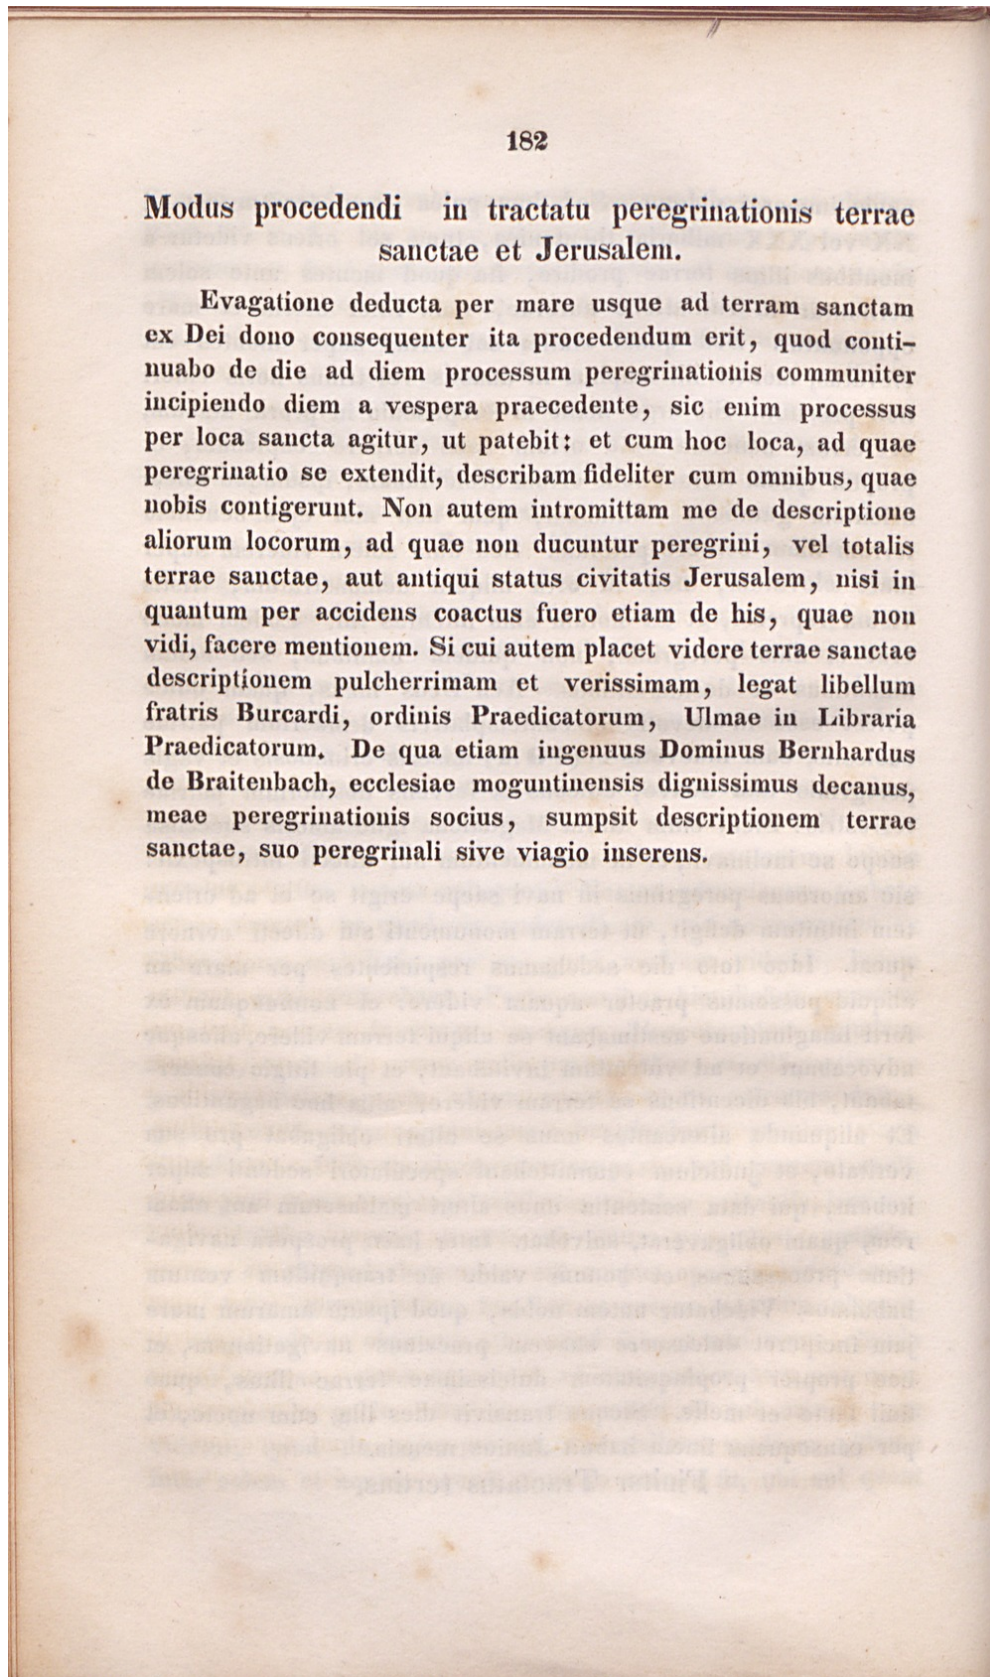 182
Modus procedendi in tractatu peregrinationis terrae
sanctae et Jerusalem.
Evagatione deducta per mare usque ad terram sanctam
ex Dei dono consequenter ita procedendum erit, quod conti-
nuabo de die ad diem processum peregrinationis communiter
incipiendo diem a vespera praecedente, sic enim processus
per loca sancta agitur, ut patebit: et cum hoc loca, ad quae
peregrinatio se extendit, describam fideliter cum omnibus, quae
nobis contigerunt. Non autem intromittam me de descriptione
aliorum locorum, ad quae non ducuntur peregrini, vel totalis
terrae sanctae, aut antiqui status civitatis Jerusalem, nisi in
quantum per accidens coactus fuero etiam de his, quae non
vidi, facere mentionem. Si cui autem placet videre terrae sanctae
descriptionem pulcherrimam et verissimam, legat libellum
fratris Burcardi, ordinis Praedicatorum, Ulmae in Libraria
Praedicatorum. De qua etiam ingenuus Dominus Bernhardus
de Braitenbach, ecclesiae moguntinensis dignissimus decanus,
meae peregrinationis socius, sumpsit descriptionem terrae
sanctae, suo peregrinali sive viagio inserens.